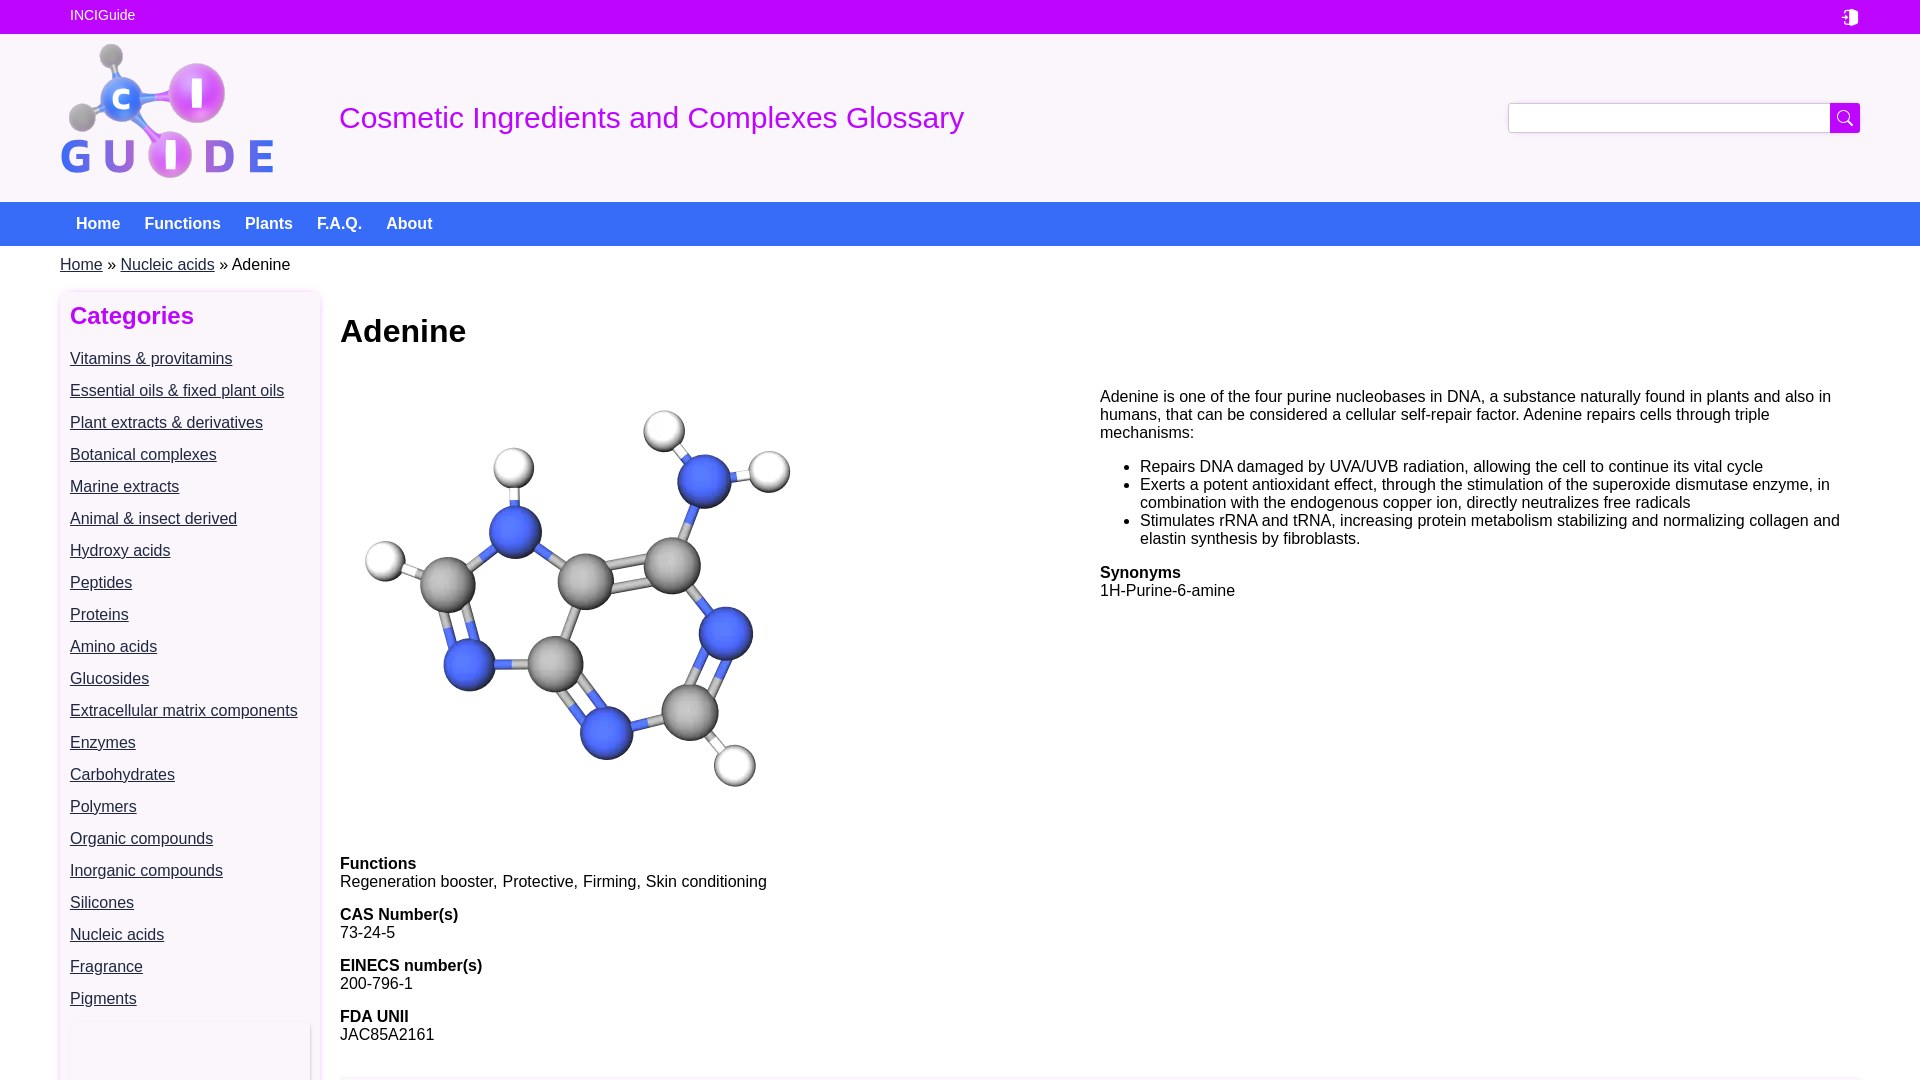 INCIGuide
C I
GUIDE
Cosmetic Ingredients and Complexes Glossary
Home Functions Plants F.A.Q. About
Home » Nucleic acids » Adenine
Categories
Vitamins & provitamins
Essential oils & fixed plant oils
Plant extracts & derivatives
Botanical complexes
Marine extracts
Animal & insect derived
Hydroxy acids
Peptides
Proteins
Amino acids
Glucosides
Extracellular matrix components
Enzymes
Carbohydrates
Polymers
Organic compounds
Inorganic compounds
Silicones
Nucleic acids
Fragrance
Pigments
Adenine
Adenine is one of the four purine nucleobases in DNA, a substance naturally found in plants and also in
humans, that can be considered a cellular self-repair factor. Adenine repairs cells through triple
mechanisms:
• Repairs DNA damaged by UVA/UVB radiation, allowing the cell to continue its vital cycle
• Exerts a potent antioxidant effect, through the stimulation of the superoxide dismutase enzyme, in
combination with the endogenous copper ion, directly neutralizes free radicals
• Stimulates rRNA and tRNA, increasing protein metabolism stabilizing and normalizing collagen and
elastin synthesis by fibroblasts.
Synonyms
1H-Purine-6-amine
Functions
Regeneration booster, Protective, Firming, Skin conditioning
CAS Number(s)
73-24-5
EINECS number(s)
200-796-1
FDA UNII
JAC85A2161